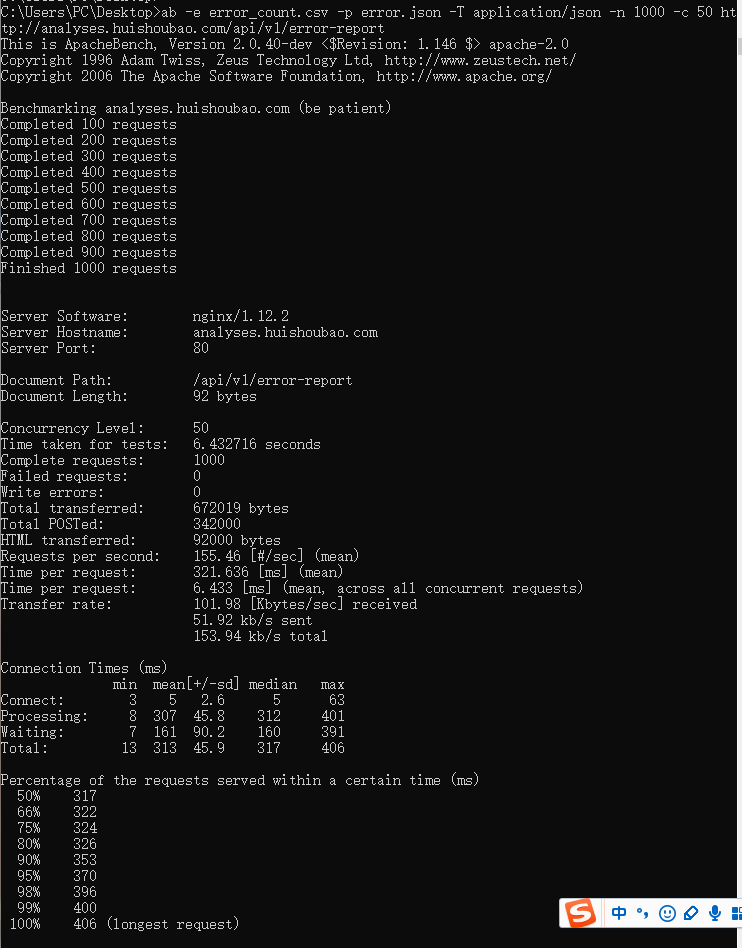 C:\Users\PC\Desktop>ab -e error_count.csv -p error.json -T application/json -n 1000 -c 50 ht
tp://analyses.huishoubao.com/api/v1/error-report
This is ApacheBench, Version 2.0.40-dev <$Revision: 1.146 $> apache-2.0
Copyright 1996 Adam Twiss, Zeus Technology Ltd, http://www.zeustech.net/
Copyright 2006 The Apache Software Foundation, http://www.apache.org/
Benchmarking analyses.huishoubao.com (be patient)
Completed 100 requests
Completed 200 requests
Completed 300 requests
Completed 400 requests
Completed 500 requests
Completed 600 requests
Completed 700 requests
Completed 800 requests
Completed 900 requests
Finished 1000 requests
Server Software: nginx/1.12.2
Server Hostname: analyses.huishoubao.com
Server Port: 80
Document Path: /api/v1/error-report
Document Length: 92 bytes
Concurrency Level: 50
Time taken for tests: 6.432716 seconds
Complete requests: 1000
Failed requests: 0
Write errors: 0
Total transferred: 672019 bytes
Total POSTed: 342000
HTML transferred: 92000 bytes
Requests per second: 155.46 [#/sec] (mean)
Time per request: 321.636 [ms] (mean)
Time per request: 6.433 [ms] (mean, across all concurrent requests)
Transfer rate: 101.98 [Kbytes/sec] received
51.92 kb/s sent
153.94 kb/s total
Connection Times (ms)
min mean[+/-sd] median max
Connect: 3 5 2.6 5 63
Processing: 8 307 45.8 312 401
Waiting: 7 161 90.2 160 391
Total: 13 313 45.9 317 406
Percentage of the requests served within a certain time (ms)
50% 317
66% 322
75% 324
80% 326
90% 353
95% 370
98% 396
99% 400
100% 406 (longest request)
S 中